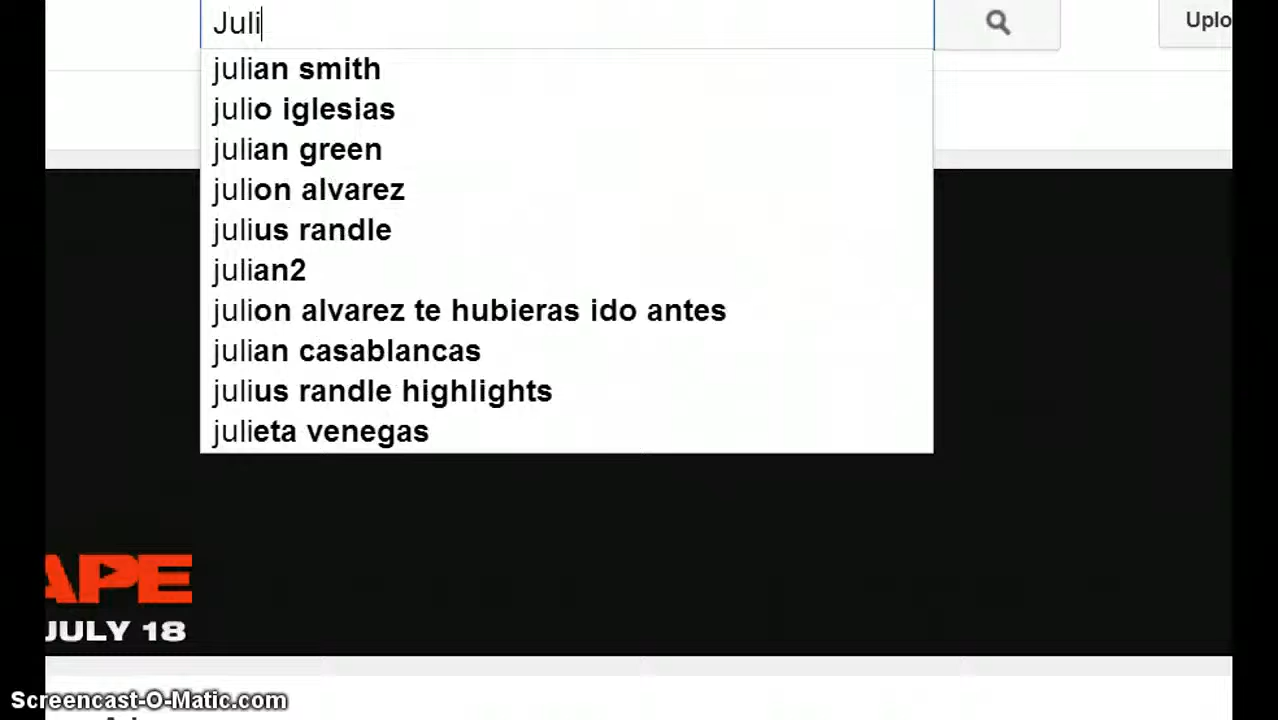 Juli
Uplo
julian smith
julio iglesias
julian green
julion alvarez
julius randle
julian2
julion alvarez te hubieras ido antes
julian casablancas
julius randle highlights
julieta venegas
APE
JULY 18
Screencast-O-Matic.com